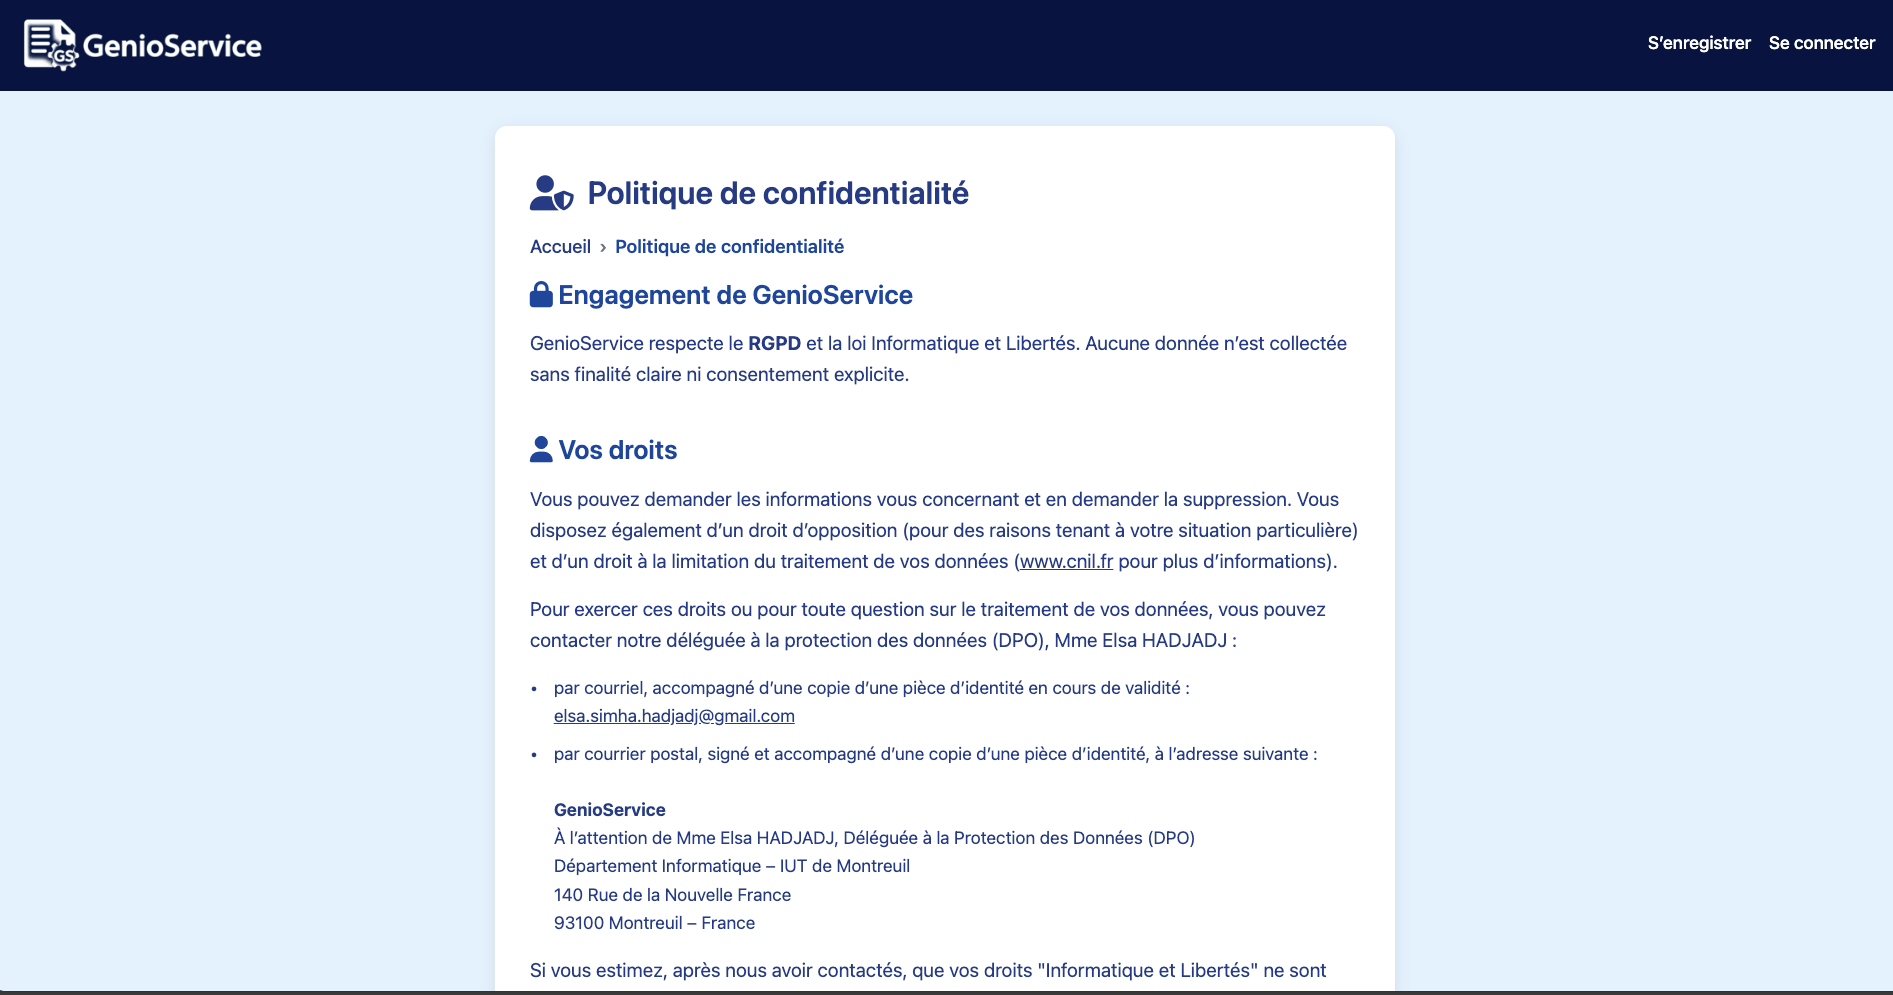 GS GenioService
S'enregistrer Se connecter
Politique de confidentialité
Accueil › Politique de confidentialité
Engagement de GenioService
GenioService respecte le RGPD et la loi Informatique et Libertés. Aucune donnée n’est collectée
sans finalité claire ni consentement explicite.
Vos droits
Vous pouvez demander les informations vous concernant et en demander la suppression. Vous
disposez également d’un droit d’opposition (pour des raisons tenant à votre situation particulière)
et d’un droit à la limitation du traitement de vos données (www.cnil.fr pour plus d’informations).
Pour exercer ces droits ou pour toute question sur le traitement de vos données, vous pouvez
contacter notre déléguée à la protection des données (DPO), Mme Elsa HADJADJ :
• par courriel, accompagné d’une copie d’une pièce d’identité en cours de validité :
elsa.simha.hadjadj@gmail.com
• par courrier postal, signé et accompagné d’une copie d’une pièce d’identité, à l’adresse suivante :
GenioService
À l’attention de Mme Elsa HADJADJ, Déléguée à la Protection des Données (DPO)
Département Informatique – IUT de Montreuil
140 Rue de la Nouvelle France
93100 Montreuil – France
Si vous estimez, après nous avoir contactés, que vos droits "Informatique et Libertés" ne sont